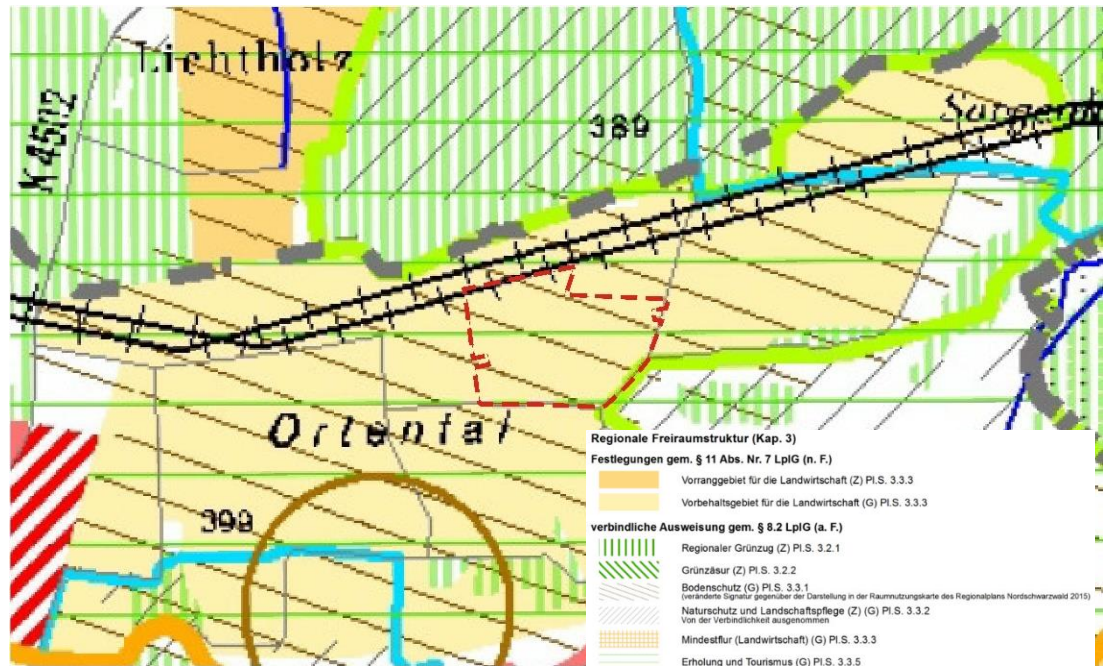 Lichtholz
K4502
389
Ortental
399
Regionale Freiraumstruktur (Kap. 3)
Festlegungen gem. § 11 Abs. Nr. 7 LplG (n. F.)
Vorranggebiet für die Landwirtschaft (Z) Pl.S. 3.3.3
Vorbehaltsgebiet für die Landwirtschaft (G) Pl.S. 3.3.3
verbindliche Ausweisung gem. § 8.2 LplG (a. F.)
Regionaler Grünzug (Z) Pl.S. 3.2.1
Grünzäsur (Z) Pl.S. 3.2.2
Bodenschutz (G) Pl.S. 3.3.1
(veränderte Signatur gegenüber der Darstellung in der Raumnutzungskarte des Regionalplans Nordschwarzwald 2015)
Naturschutz und Landschaftspflege (Z) (G) Pl.S. 3.3.2
Von der Verbindlichkeit ausgenommen
Mindestflur (Landwirtschaft) (G) Pl.S. 3.3.3
Erholung und Tourismus (G) Pl.S. 3.3.5